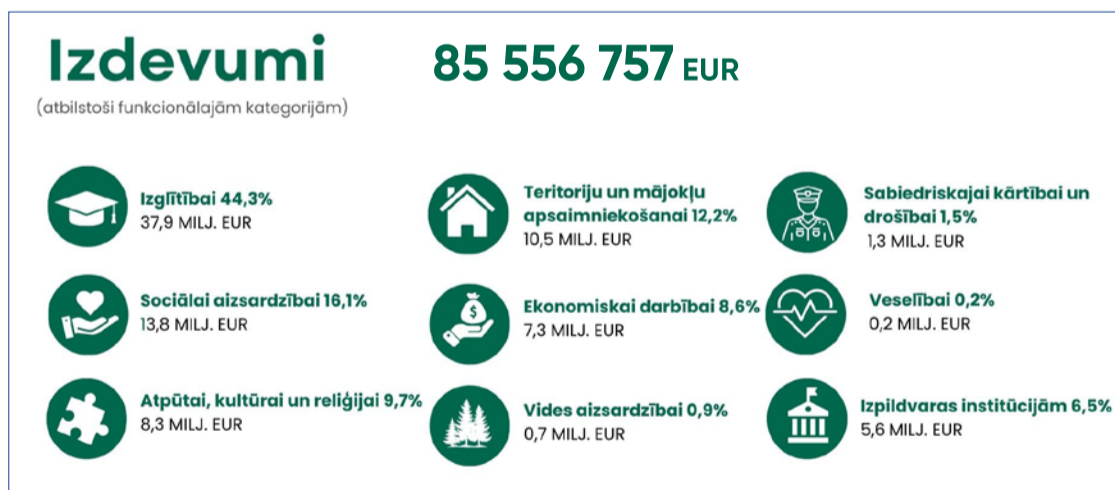 Izdevumi
85 556 757 EUR
(atbilstoši funkcionālajām kategorijām)
Izglītībai 44,3%
37,9 MILJ. EUR
Sociālai aizsardzībai 16,1%
13,8 MILJ. EUR
Atpūtai, kultūrai un reliģijai 9,7%
8,3 MILJ. EUR
Teritoriju un mājokļu
apsaimniekošanai 12,2%
10,5 MILJ. EUR
Ekonomiskai darbībai 8,6%
7,3 MILJ. EUR
Vides aizsardzībai 0,9%
0,7 MILJ. EUR
Sabiedriskajai kārtībai un
drošībai 1,5%
1,3 MILJ. EUR
Veselībai 0,2%
0,2 MILJ. EUR
Izpildvaras institūcijām 6,5%
5,6 MILJ. EUR